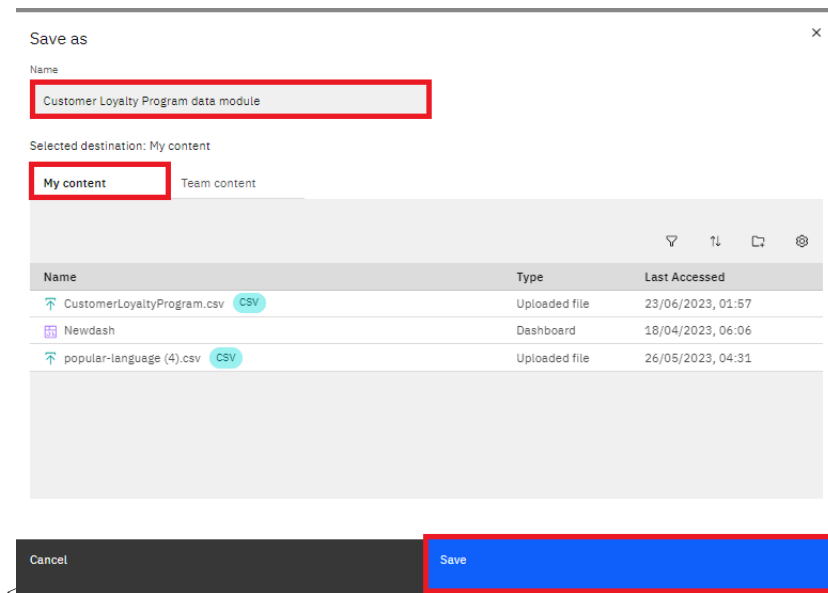 Save as
Name
Customer Loyalty Program data module
Selected destination: My content
My content Team content
Name Type Last Accessed
CustomerLoyaltyProgram.csv CSV Uploaded file 23/06/2023, 01:57
Newdash Dashboard 18/04/2023, 06:06
popular-language (4).csv CSV Uploaded file 26/05/2023, 04:31
Cancel Save